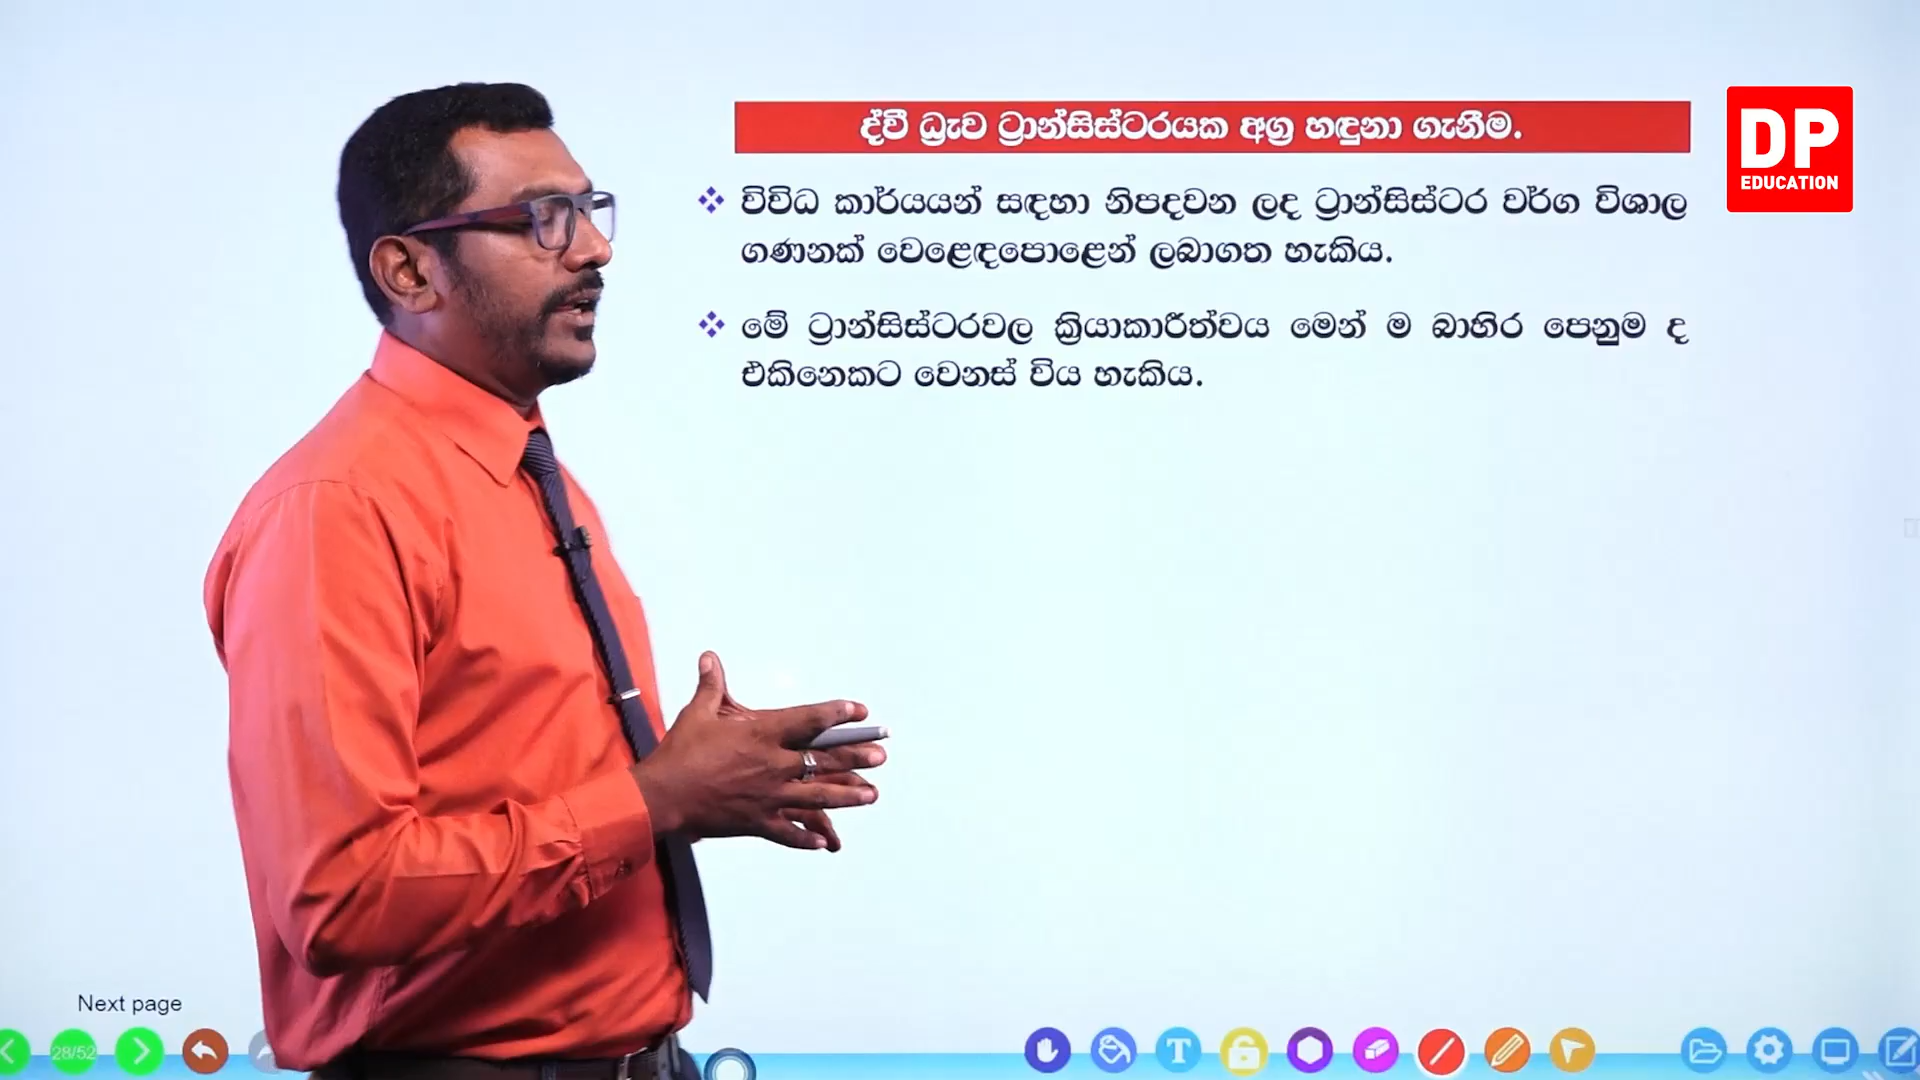 ද්වි ධ්‍රැව ට්‍රාන්සිස්ටරයක අග්‍ර හඳුනා ගැනීම.
DP
EDUCATION
❖ විවිධ කාර්යයන් සඳහා නිපදවන ලද ට්‍රාන්සිස්ටර වර්ග විශාල
ගණනක් වෙළෙඳපොළෙන් ලබාගත හැකිය.
❖ මේ ට්‍රාන්සිස්ටරවල ක්‍රියාකාරීත්වය මෙන් ම බාහිර පෙනුම ද
එකිනෙකට වෙනස් විය හැකිය.
Next page
28/52
T